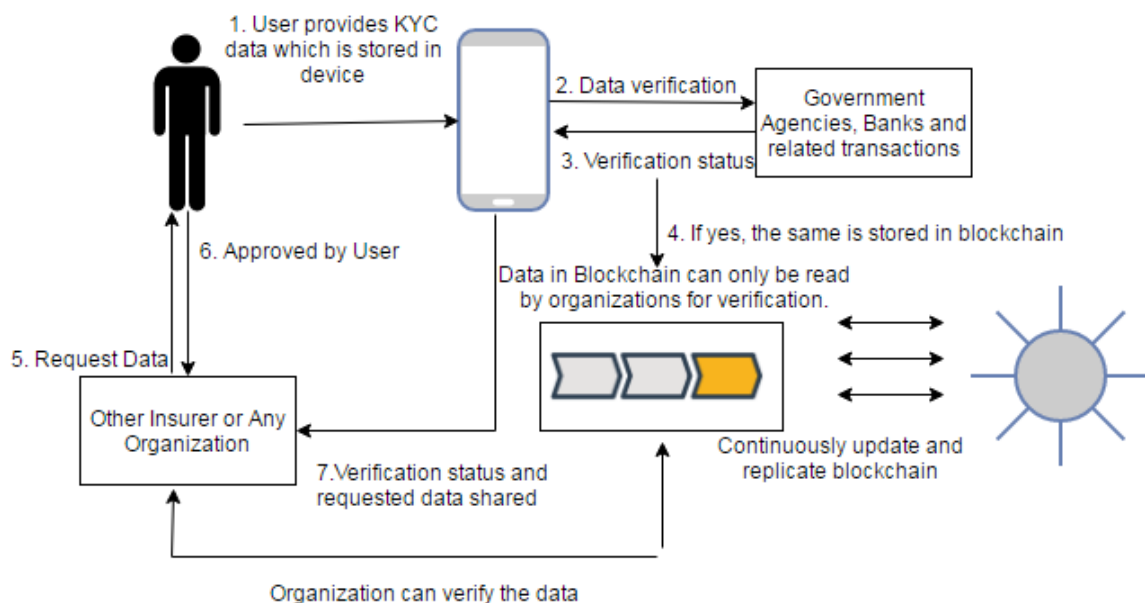 1. User provides KYC
data which is stored in
device
2. Data verification
Government
Agencies, Banks and
related transactions
3. Verification status
4. If yes, the same is stored in blockchain
6. Approved by User
Data in Blockchain can only be read
by organizations for verification.
5. Request Data
Other Insurer or Any
Organization
Continuously update and
replicate blockchain
7.Verification status and
requested data shared
Organization can verify the data